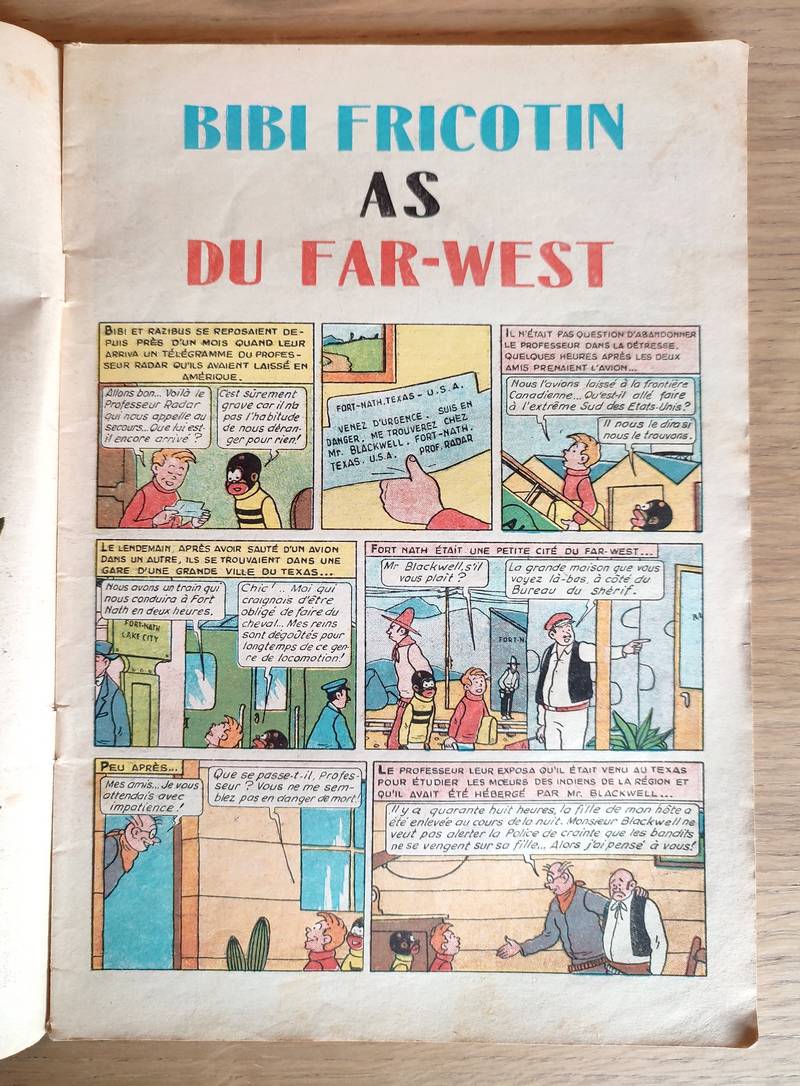 BIBI FRICOTIN
AS
DU FAR-WEST
BIBI ET RAZIBUS SE REPOSAIENT DE-
PUIS PRÈS D'UN MOIS QUAND LEUR
ARRIVA UN TÉLÉGRAMME DU PROFES-
SEUR RADAR QU'ILS AVAIENT LAISSÉ EN
AMÉRIQUE.
Allons bon... Voilà le
Professeur Radar
qui nous appelle au
secours... Que lui est-
il encore arrivé ?
C'est sûrement
grave car il n'a
pas l'habitude
de nous déran-
ger pour rien!
FORT-NATH.TEXAS - U.S.A.
VENEZ D'URGENCE. SUIS EN
DANGER. ME TROUVEREZ CHEZ
Mr. BLACKWELL. FORT-NATH.
TEXAS. U.S.A. PROF. RADAR
IL N'ÉTAIT PAS QUESTION D'ABANDONNER
LE PROFESSEUR DANS LA DÉTRESSE.
QUELQUES HEURES APRÈS LES DEUX
AMIS PRENAIENT L'AVION...
Nous l'avions laissé à la frontière
Canadienne... Qu'est-il allé faire
à l'extrême Sud des Etats-Unis?
Il nous le dira si
nous le trouvons.
LE LENDEMAIN, APRÈS AVOIR SAUTÉ D'UN AVION
DANS UN AUTRE, ILS SE TROUVAIENT DANS UNE
GARE D'UNE GRANDE VILLE DU TEXAS...
Nous avons un train qui
nous conduira à Fort
Nath en deux heures.
Chic! .. Moi qui
craignais d'être
obligé de faire du
cheval... Mes reins
sont dégoûtés pour
longtemps de ce gen-
re de locomotion!
FORT-NATH
LAKE CITY
FORT NATH ÉTAIT UNE PETITE CITÉ DU FAR-WEST...
Mr Blackwell, s'il
vous plaît ?
La grande maison que vous
voyez là-bas, à côté du
Bureau du shérif.
FORT-N
PEU APRÈS...
Mes amis... Je vous
attendais avec
impatience !
Que se passe-t-il, Profes-
seur ? Vous ne me sem-
blez pas en danger de mort!
LE PROFESSEUR LEUR EXPOSA QU'IL ÉTAIT VENU AU TEXAS
POUR ÉTUDIER LES MŒURS DES INDIENS DE LA RÉGION ET
QU'IL AVAIT ÉTÉ HÉBERGÉ PAR Mr. BLACKWELL...
Il y a quarante huit heures, la fille de mon hôte a
été enlevée au cours de la nuit. Monsieur Blackwell ne
veut pas alerter la Police de crainte que les bandits
ne se vengent sur sa fille... Alors j'ai pensé à vous!